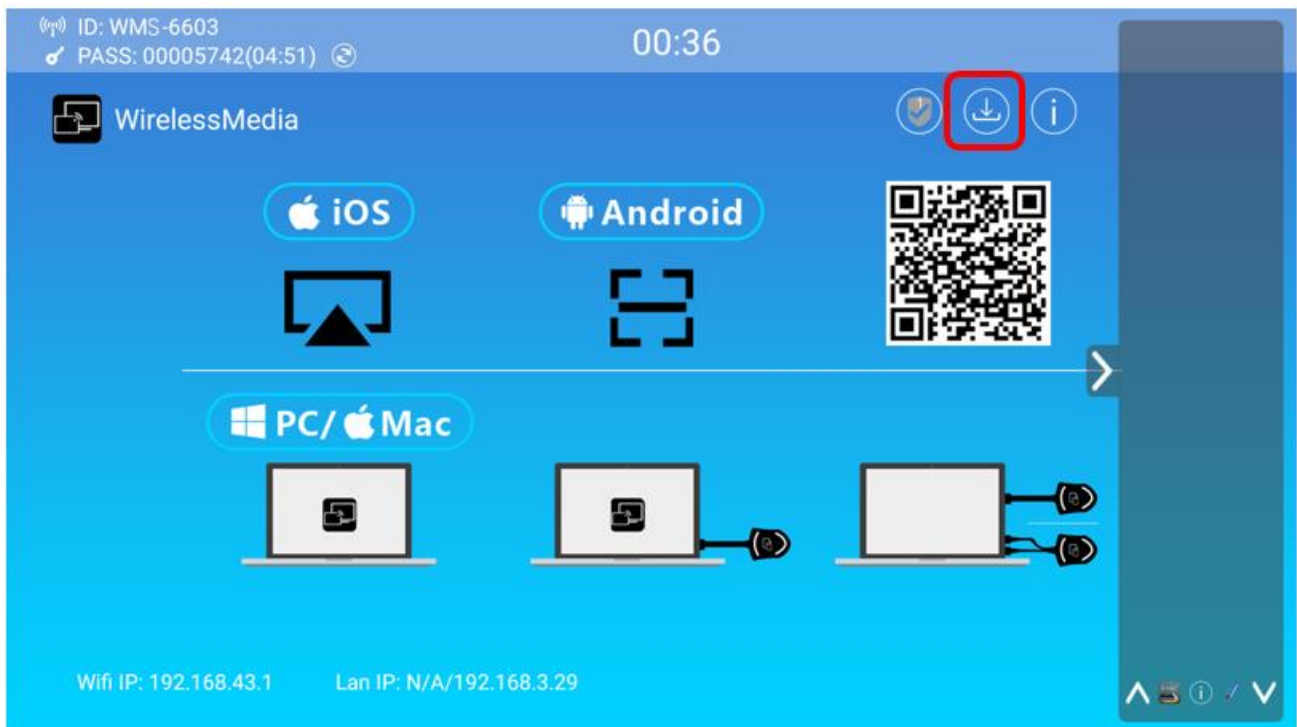 ID: WMS-6603
PASS: 00005742(04:51)
00:36
WirelessMedia
iOS
Android
PC/ Mac
Wifi IP: 192.168.43.1
Lan IP: N/A/192.168.3.29